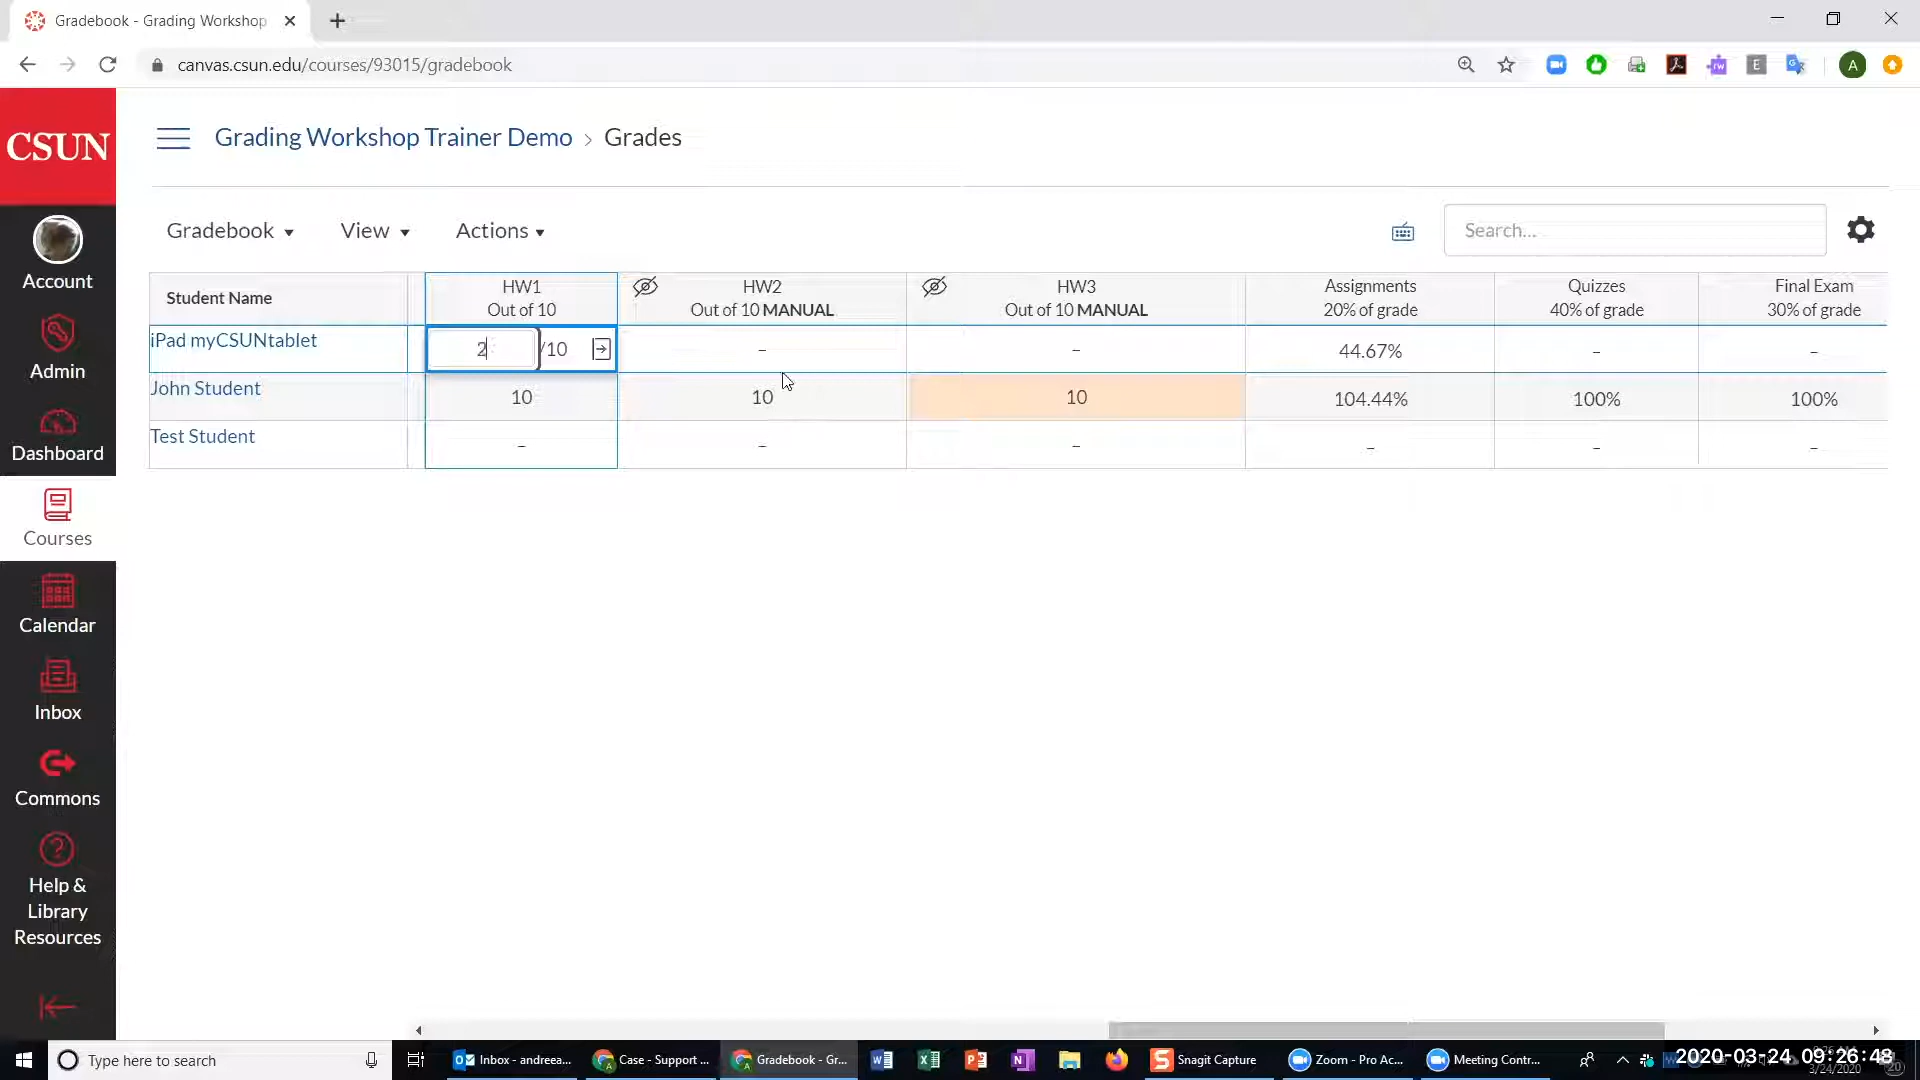 Gradebook - Grading Workshop
canvas.csun.edu/courses/93015/gradebook
A
CSUN
Grading Workshop Trainer Demo > Grades
Gradebook View Actions
Search...
Account
Admin
Dashboard
Courses
Calendar
Inbox
Commons
Help &
Library
Resources
Student Name
HW1
Out of 10
HW2
Out of 10 MANUAL
HW3
Out of 10 MANUAL
Assignments
20% of grade
Quizzes
40% of grade
Final Exam
30% of grade
iPad myCSUNtablet 2 /10 – – 44.67% – –
John Student 10 10 10 104.44% 100% 100%
Test Student – – – – – –
Type here to search
Inbox - andreea...
Case - Support ...
Gradebook - Gr...
Snagit Capture
Zoom - Pro Ac...
Meeting Contr...
2020-03-24 09:26:48
3/24/2020
20